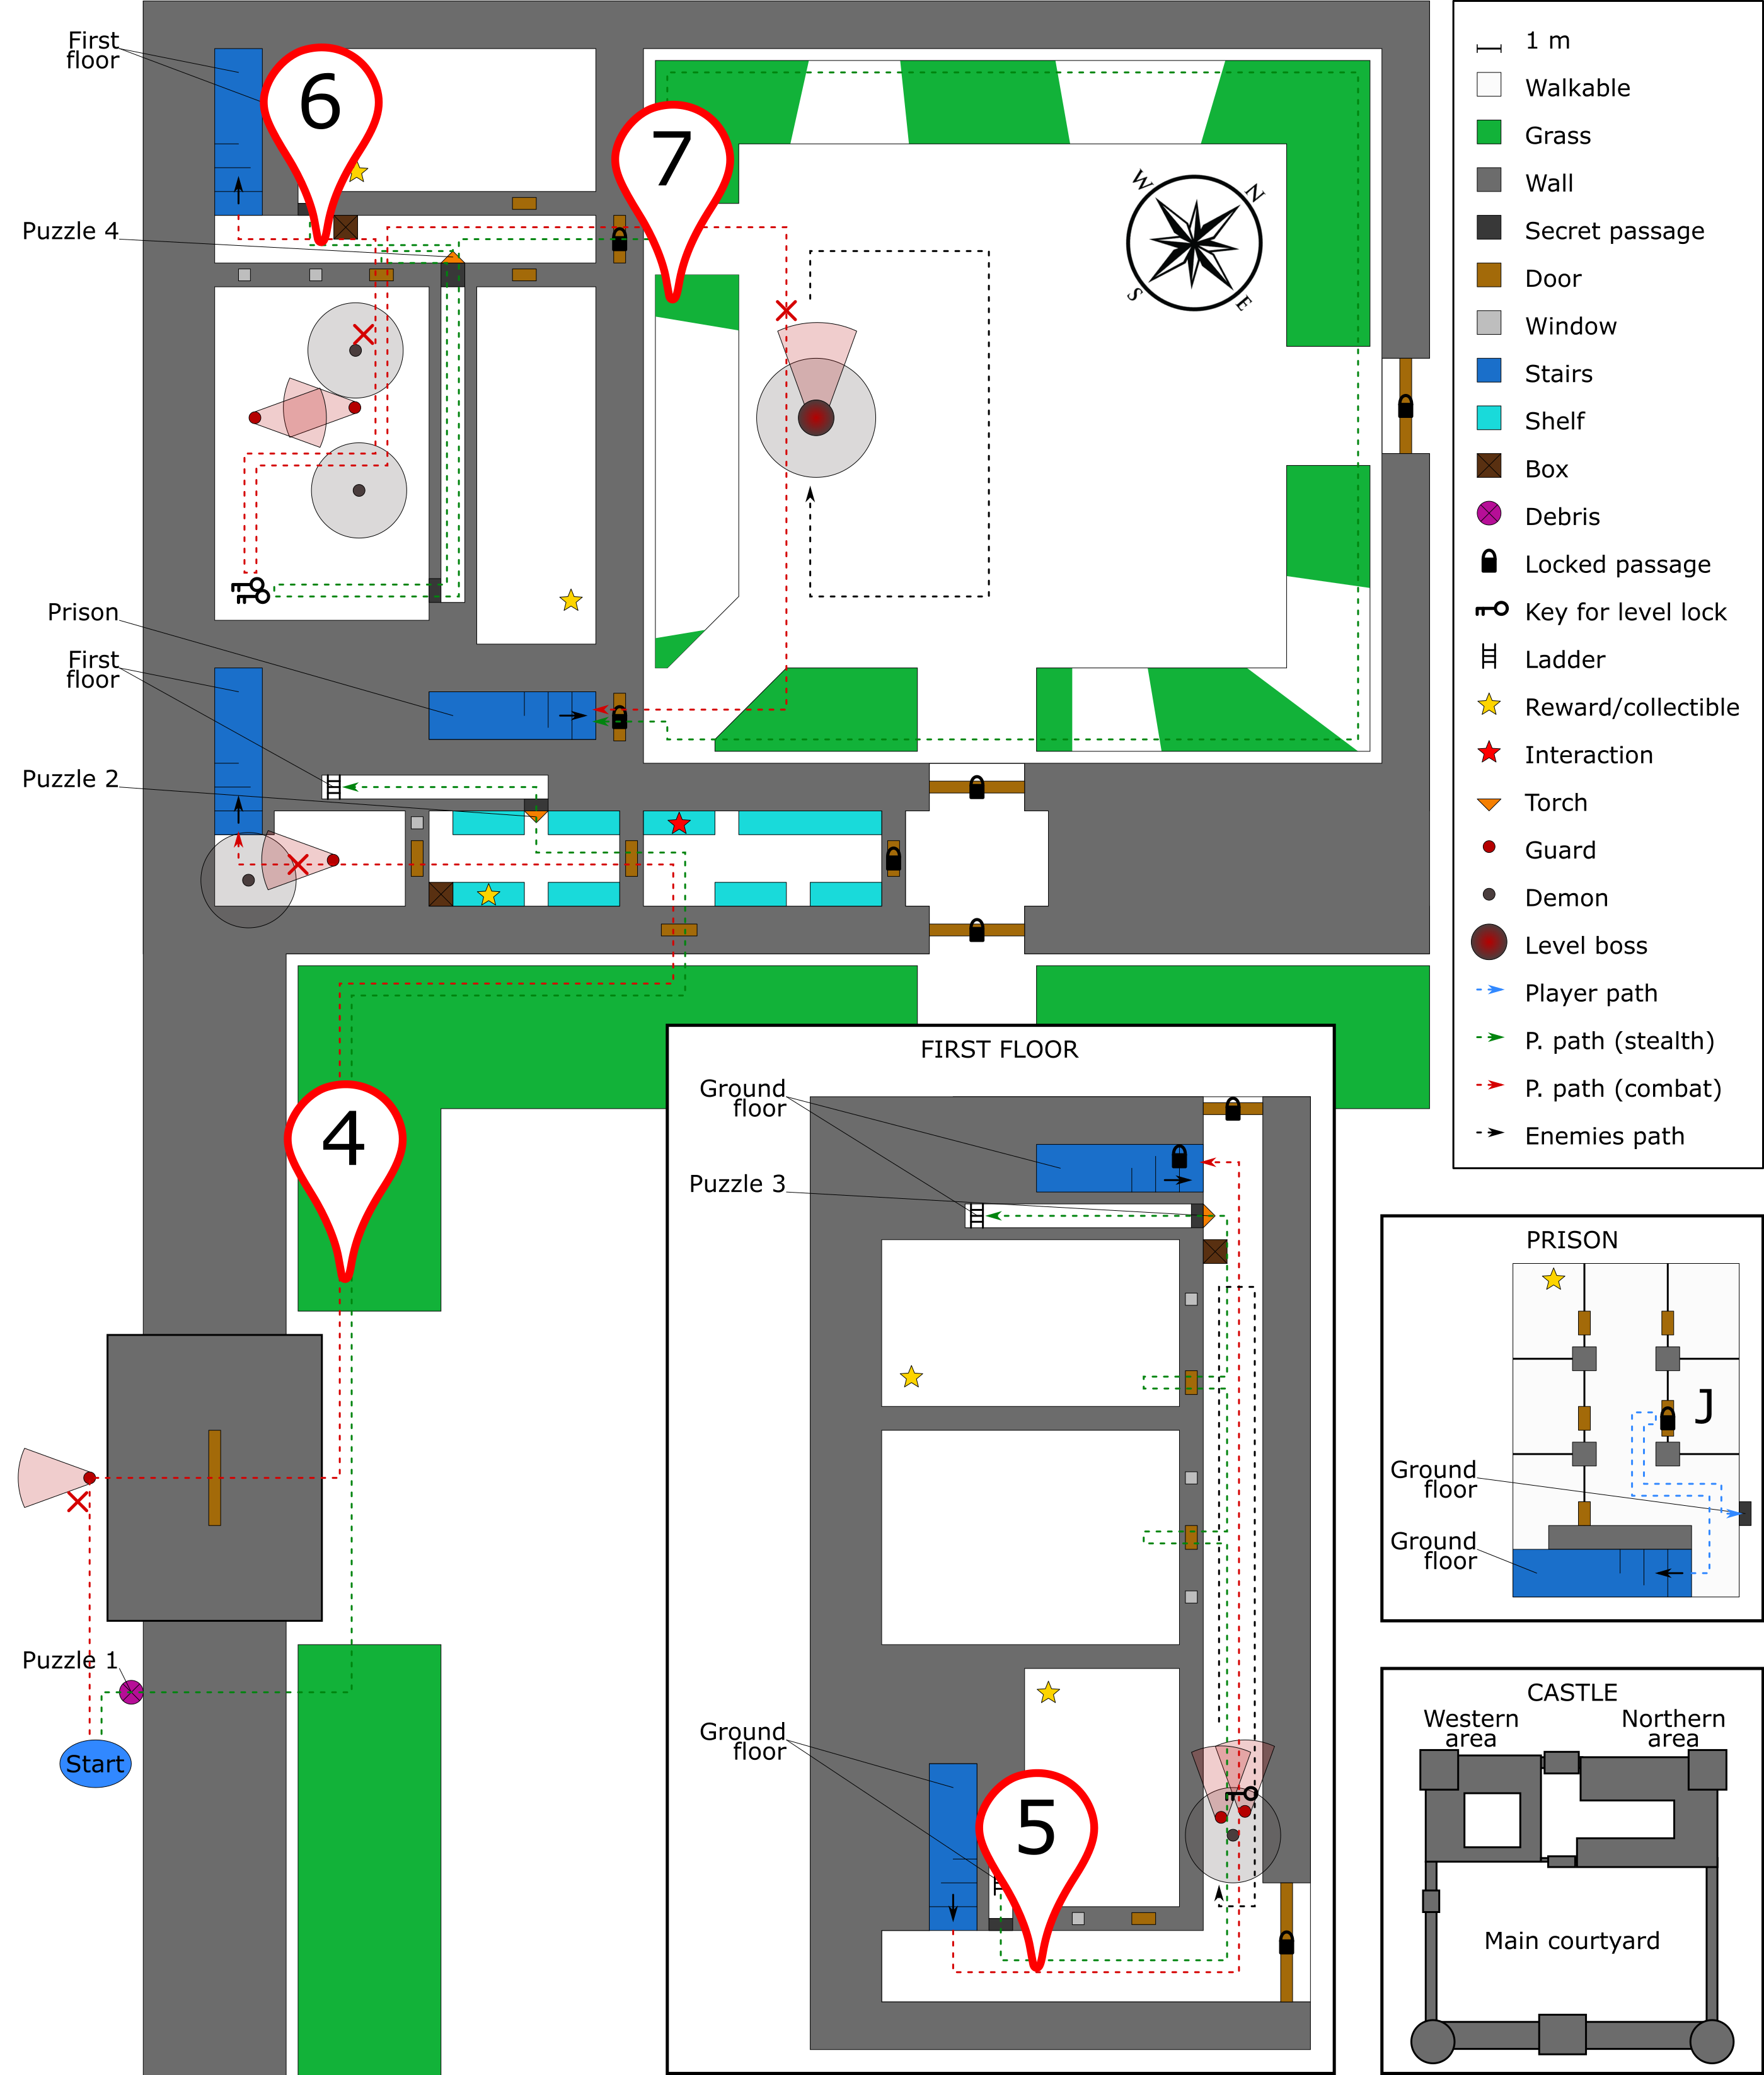 First
floor
6
7
Puzzle 4
W
N
S
E
Prison
First
floor
Puzzle 2
4
Puzzle 1
Start
1 m
Walkable
Grass
Wall
Secret passage
Door
Window
Stairs
Shelf
Box
Debris
Locked passage
Key for level lock
Ladder
Reward/collectible
Interaction
Torch
Guard
Demon
Level boss
Player path
P. path (stealth)
P. path (combat)
Enemies path
FIRST FLOOR
Ground
floor
Puzzle 3
Ground
floor
5
PRISON
J
Ground
floor
Ground
floor
CASTLE
Western
area
Northern
area
Main courtyard